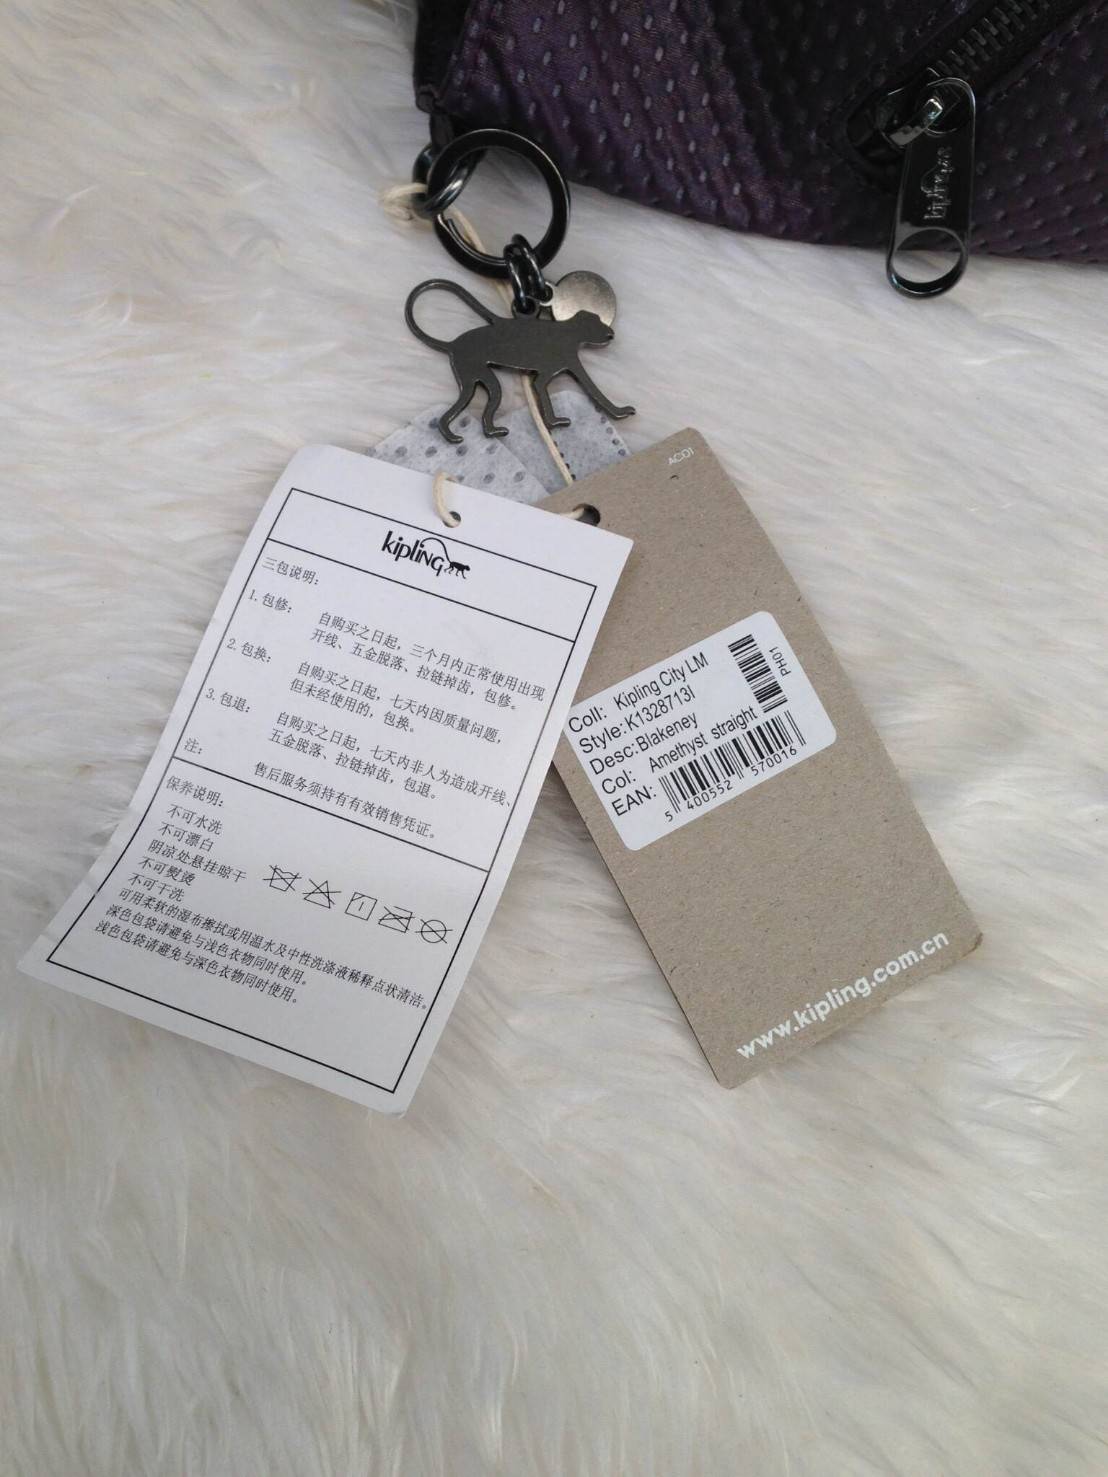 kipling
kipling
三包说明:
1. 包修: 自购买之日起，三个月内正常使用出现
开线、五金脱落、拉链掉齿，包修。
2. 包换: 自购买之日起，七天内因质量问题，
但未经使用的，包换。
3. 包退: 自购买之日起，七天内非人为造成开线、
五金脱落、拉链掉齿，包退。
注: 售后服务须持有有效销售凭证。
保养说明:
不可水洗
不可漂白
阴凉处悬挂晾干
不可熨烫
不可干洗
可用柔软的湿布擦拭或用温水及中性洗涤液稀释点状清洁。
深色包袋请避免与浅色衣物同时使用。
浅色包袋请避免与深色衣物同时使用。
AC01
Coll: Kipling City LM
Style:K1328713I
Desc:Blakeney
Col: Amethyst straight
EAN:
5 400552 570016
PH01
www.kipling.com.cn